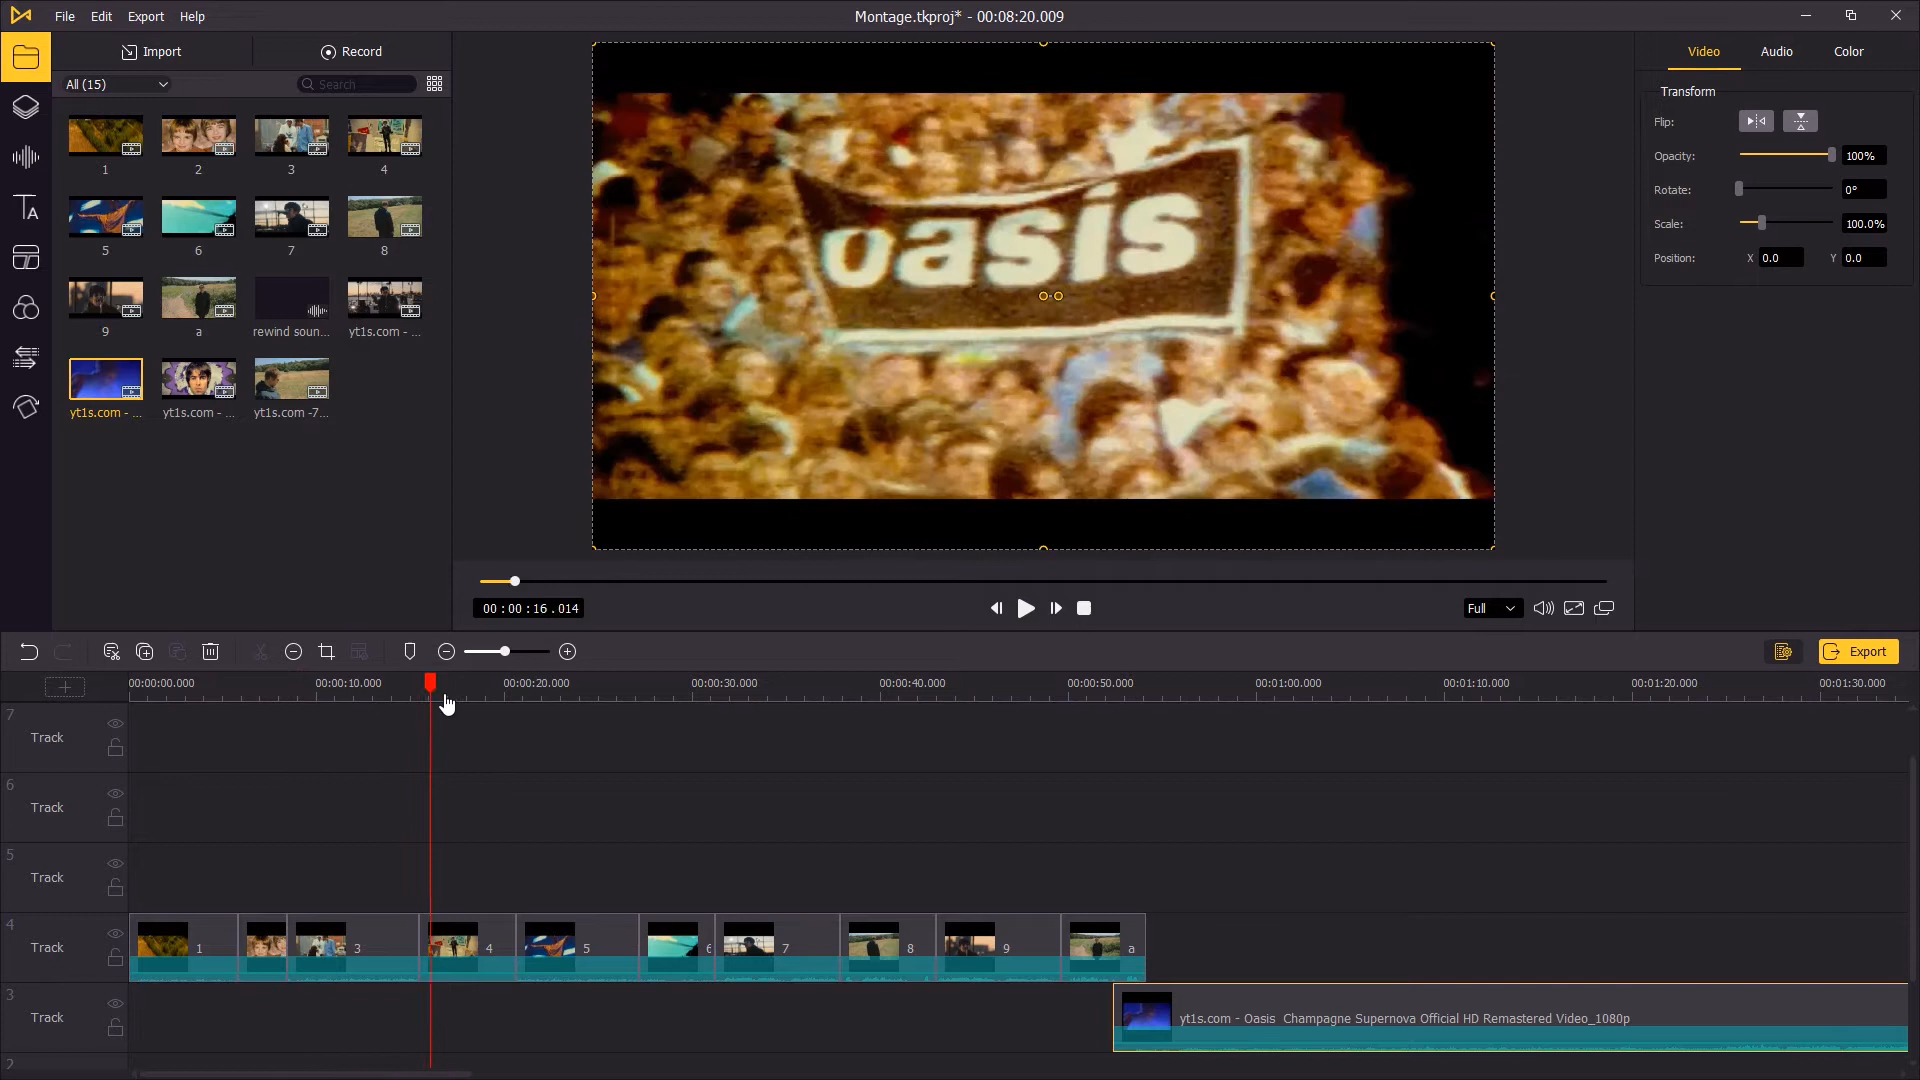 File Edit Export Help
Montage.tkproj* - 00:08:20.009
Import
Record
Video Audio Color
All (15)
Search
Transform
Flip:
Opacity: 100%
Rotate: 0°
Scale: 100.0%
Position: X 0.0 Y 0.0
1 2 3 4
5 6 7 8
9 a rewind soun... yt1s.com - ...
yt1s.com - ... yt1s.com - ... yt1s.com -7...
oasis
00 : 00 : 16 . 014
Full
Export
00:00:00.000 00:00:10.000 00:00:20.000 00:00:30.000 00:00:40.000 00:00:50.000 00:01:00.000 00:01:10.000 00:01:20.000 00:01:30.000
7
Track
6
Track
5
Track
4
Track
1 3 4 5 6 7 8 9 a
3
Track
yt1s.com - Oasis Champagne Supernova Official HD Remastered Video_1080p
2